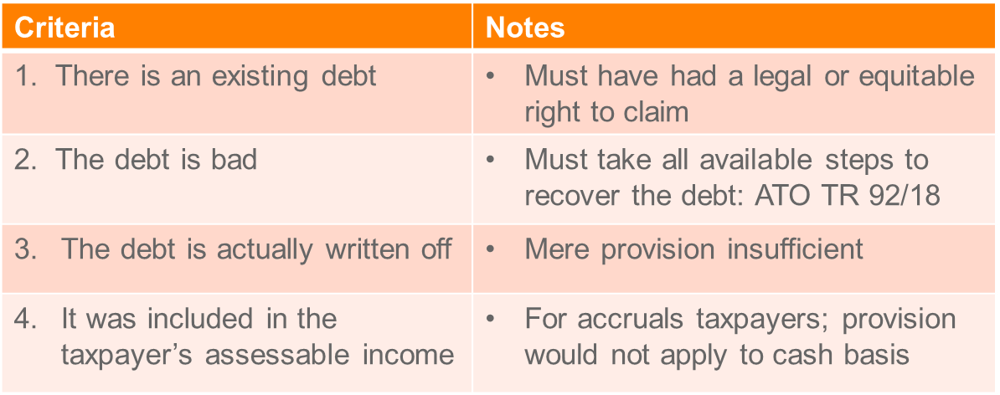 Criteria
Notes
1. There is an existing debt
• Must have had a legal or equitable
right to claim
2. The debt is bad
• Must take all available steps to
recover the debt: ATO TR 92/18
3. The debt is actually written off
• Mere provision insufficient
4. It was included in the
taxpayer’s assessable income
• For accruals taxpayers; provision
would not apply to cash basis